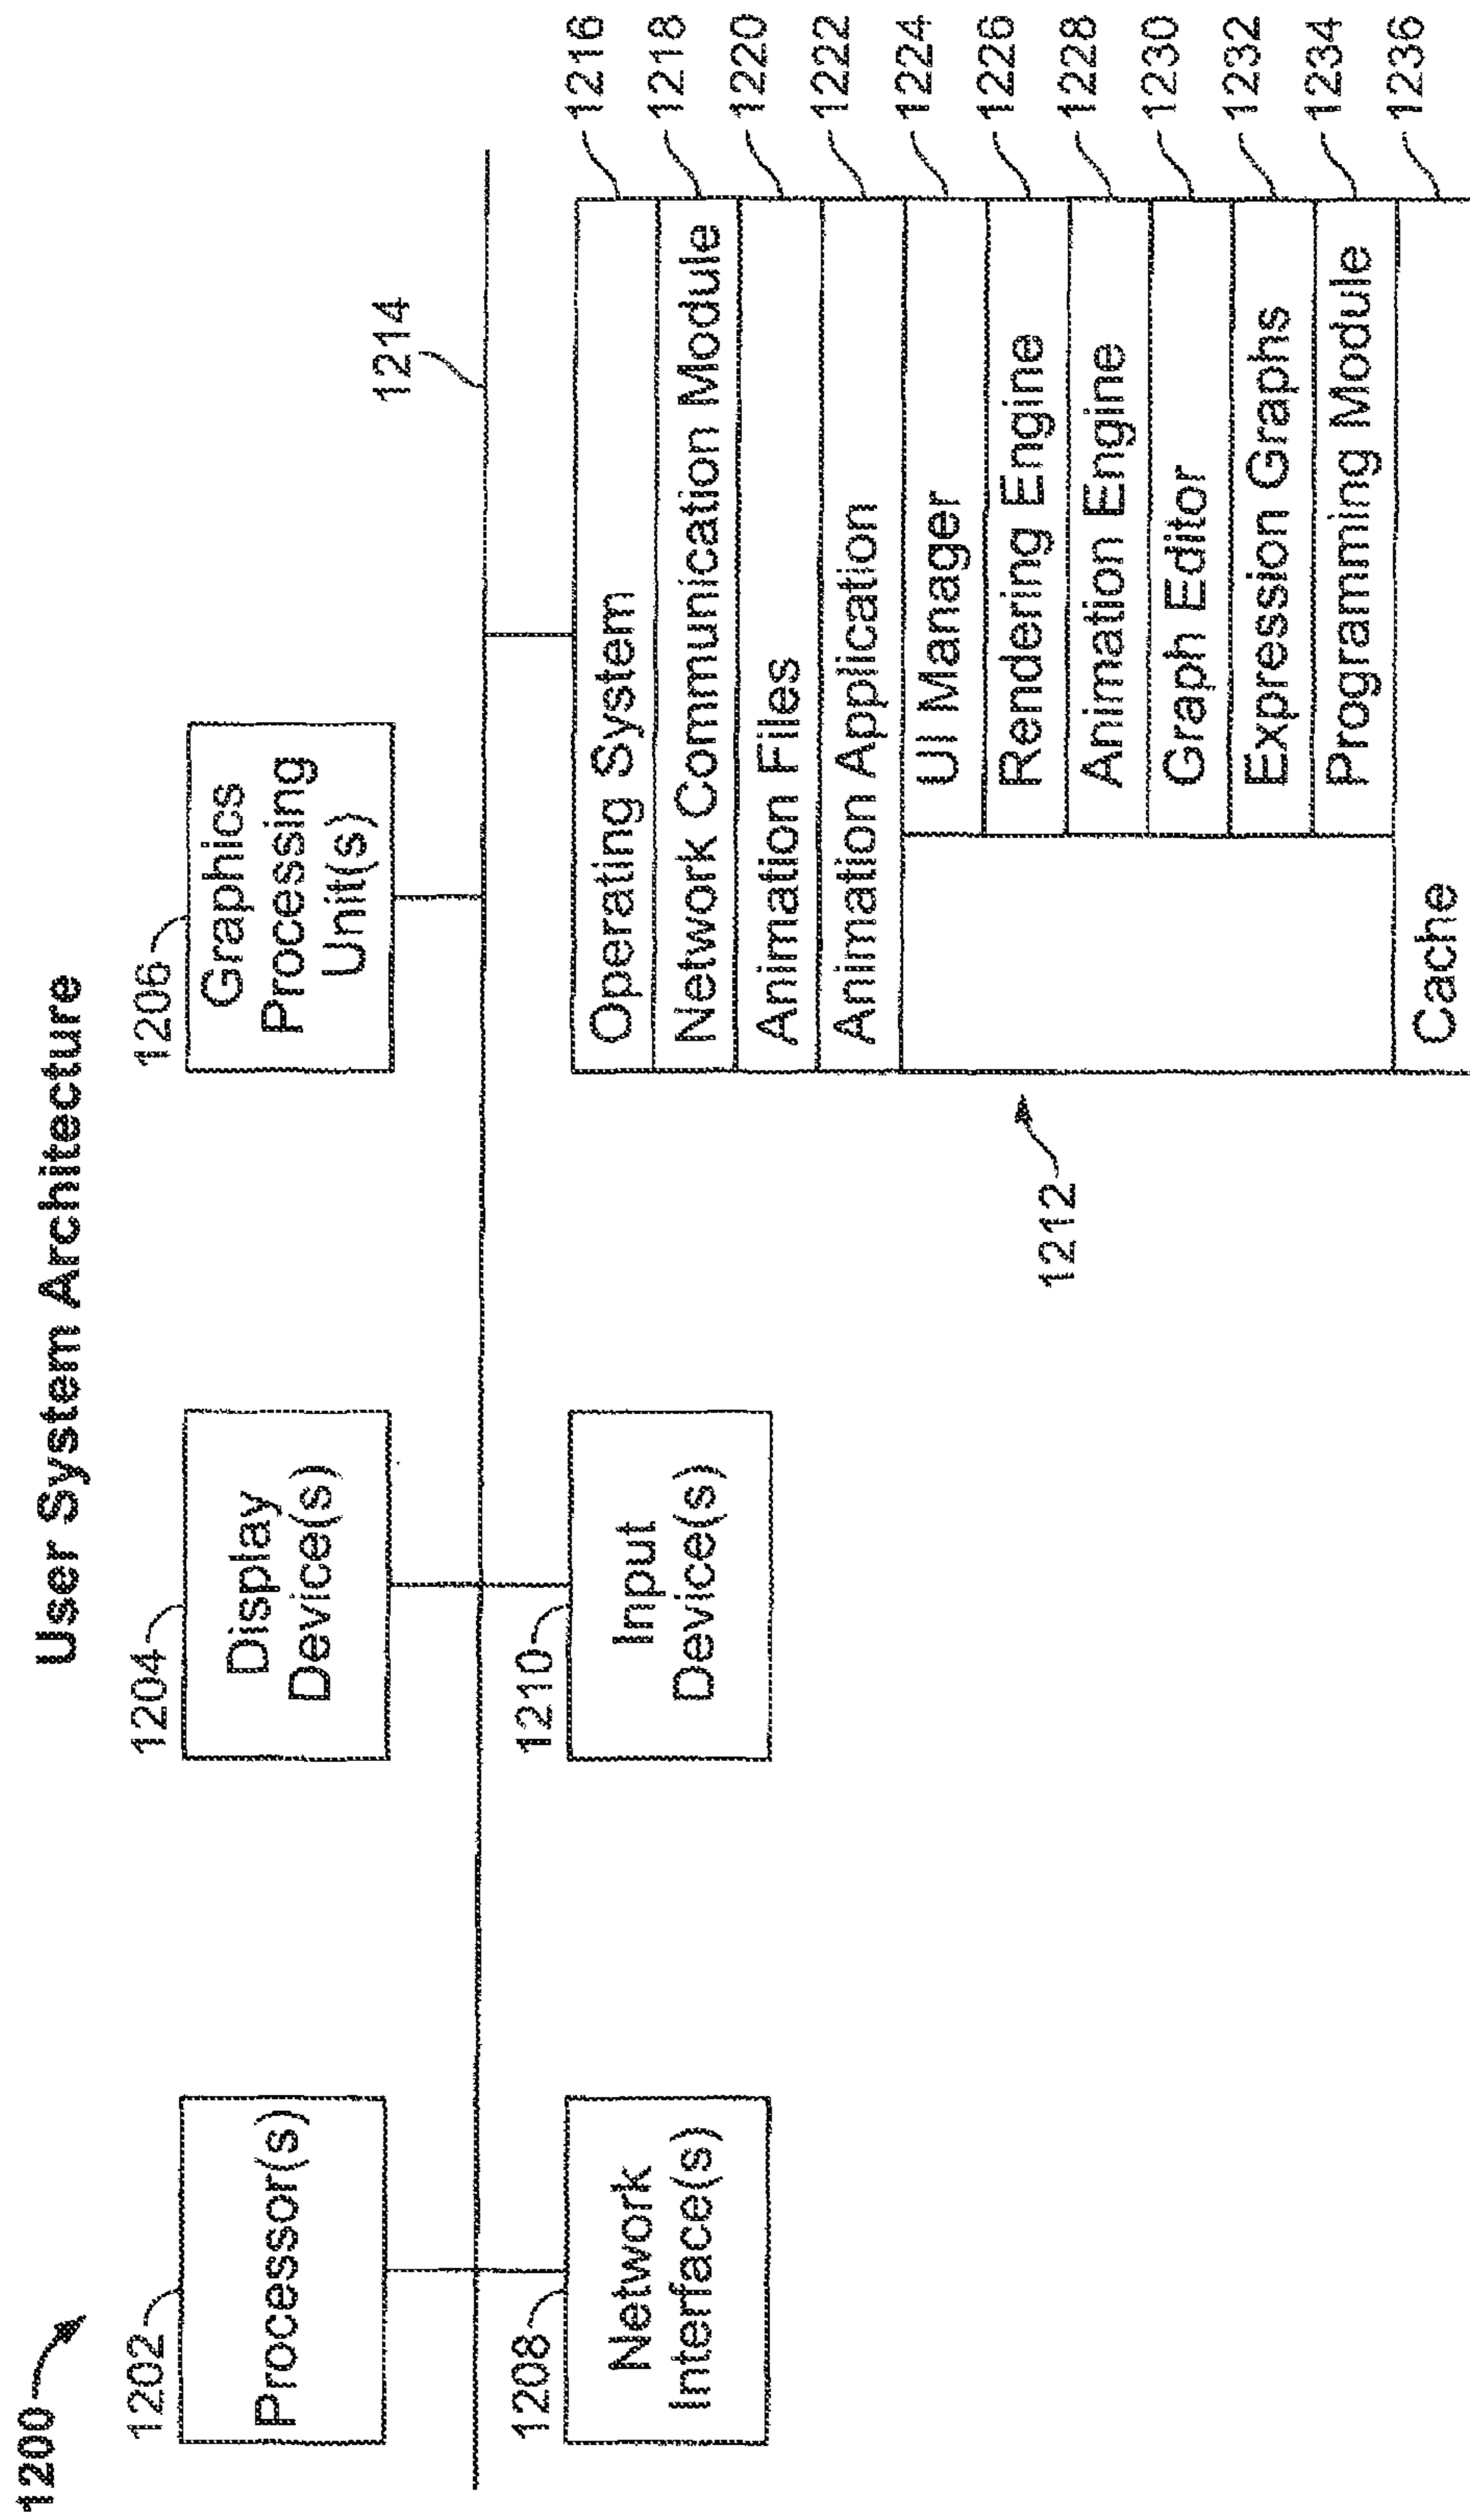 User System Architecture
1200
1202
Processor(s)
1204
Display
Device(s)
1206
Graphics
Processing
Unit(s)
1214
1208
Network
Interface(s)
1210
Input
Device(s)
1212
Operating System
1216
Network Communication Module
1218
Animation Files
1220
Animation Application
1222
UI Manager
1224
Rendering Engine
1226
Animation Engine
1228
Graph Editor
1230
Expression Graphs
1232
Programming Module
1234
Cache
1236